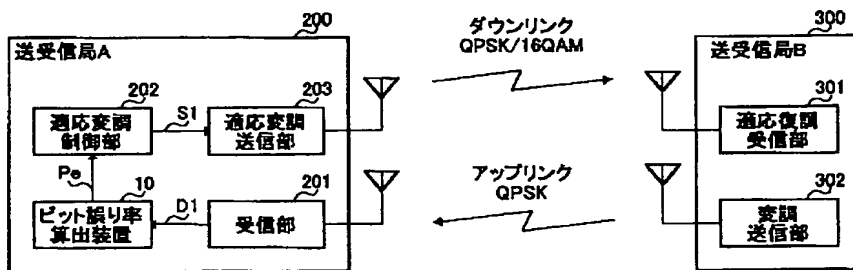 200
送受信局A
202
適応変調
制御部
S1
203
適応変調
送信部
Pe
10
ビット誤り率
算出装置
D1
201
受信部
ダウンリンク
QPSK/16QAM
アップリンク
QPSK
300
送受信局B
301
適応復調
受信部
302
変調
送信部